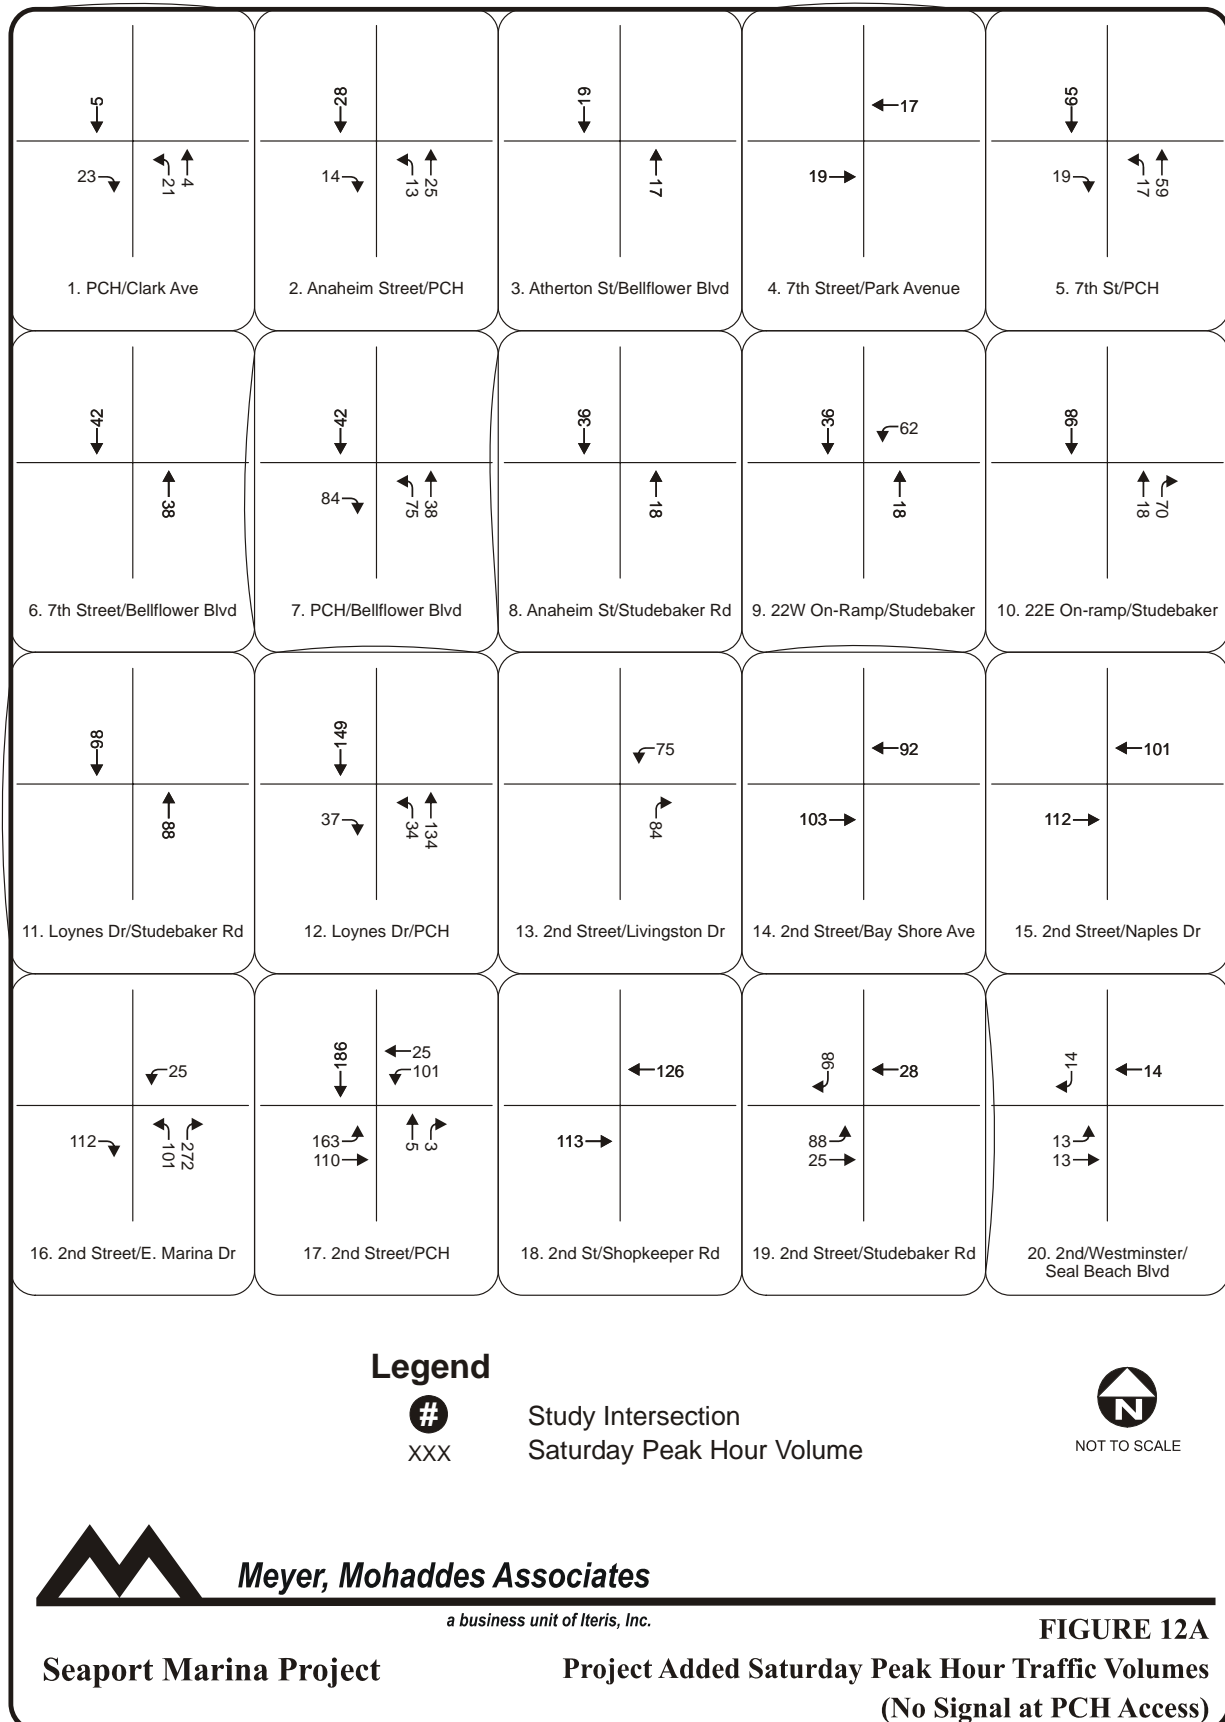 5
23
21
4
1. PCH/Clark Ave
28
14
13
25
2. Anaheim Street/PCH
19
17
3. Atherton St/Bellflower Blvd
17
19
4. 7th Street/Park Avenue
65
19
17
59
5. 7th St/PCH
42
38
6. 7th Street/Bellflower Blvd
42
84
75
38
7. PCH/Bellflower Blvd
36
18
8. Anaheim St/Studebaker Rd
36
62
18
9. 22W On-Ramp/Studebaker
98
18
70
10. 22E On-ramp/Studebaker
98
88
11. Loynes Dr/Studebaker Rd
149
37
34
134
12. Loynes Dr/PCH
75
84
13. 2nd Street/Livingston Dr
92
103
14. 2nd Street/Bay Shore Ave
101
112
15. 2nd Street/Naples Dr
25
112
101
272
16. 2nd Street/E. Marina Dr
186
25
101
163
110
5
3
17. 2nd Street/PCH
126
113
18. 2nd St/Shopkeeper Rd
98
28
88
25
19. 2nd Street/Studebaker Rd
14
14
13
13
20. 2nd/Westminster/
Seal Beach Blvd
Legend
# Study Intersection
XXX Saturday Peak Hour Volume
N
NOT TO SCALE
Meyer, Mohaddes Associates
a business unit of Iteris, Inc.
FIGURE 12A
Seaport Marina Project
Project Added Saturday Peak Hour Traffic Volumes
(No Signal at PCH Access)